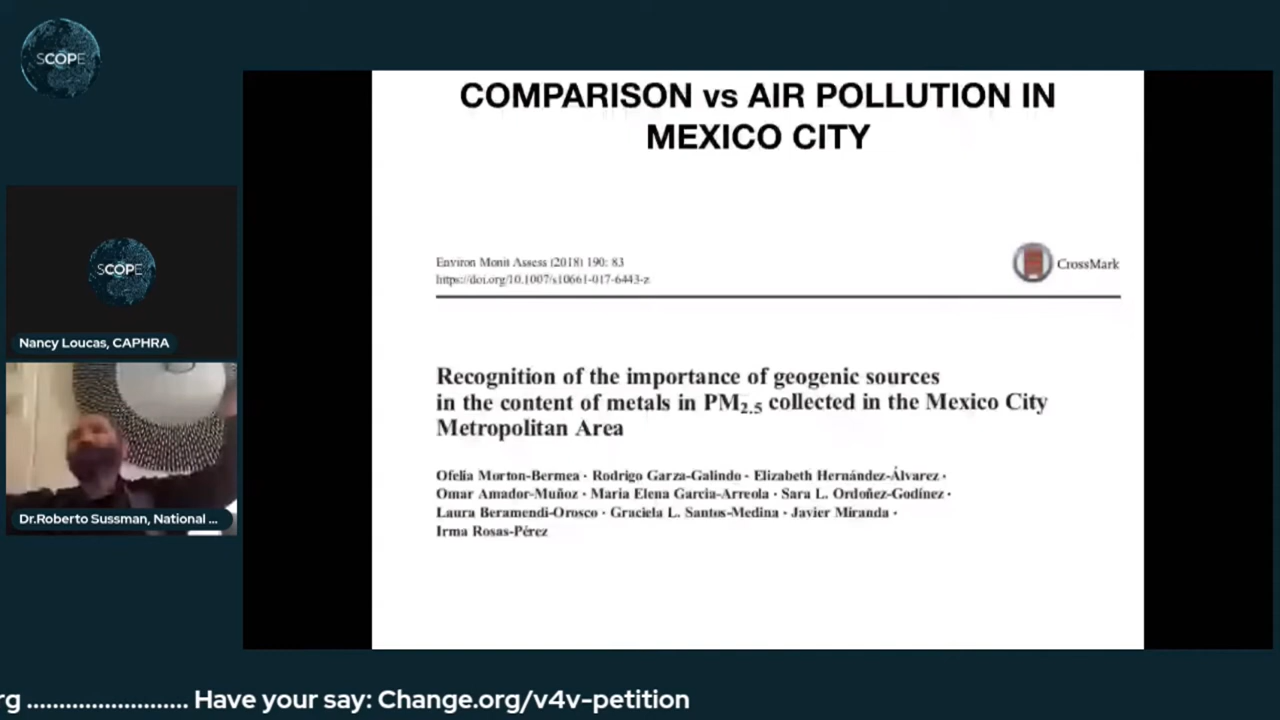 SCOPE
COMPARISON vs AIR POLLUTION IN
MEXICO CITY
Environ Monit Assess (2018) 190: 83
https://doi.org/10.1007/s10661-017-6443-z
CrossMark
Recognition of the importance of geogenic sources
in the content of metals in PM2.5 collected in the Mexico City
Metropolitan Area
Ofelia Morton-Bermea · Rodrigo Garza-Galindo · Elizabeth Hernández-Álvarez ·
Omar Amador-Muñoz · Maria Elena Garcia-Arreola · Sara L. Ordoñez-Godínez ·
Laura Beramendi-Orosco · Graciela L. Santos-Medina · Javier Miranda ·
Irma Rosas-Pérez
SCOPE
Nancy Loucas, CAPHRA
Dr.Roberto Sussman, National ...
rg ........................ Have your say: Change.org/v4v-petition